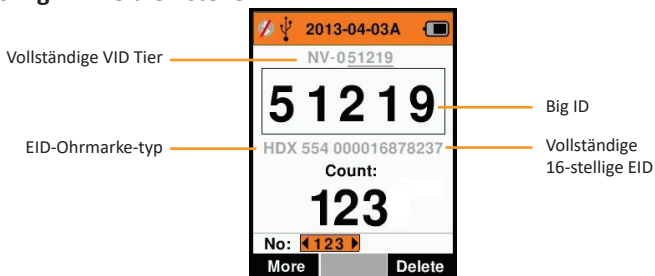 2013-04-03A
Vollständige VID Tier
NV-051219
51219
Big ID
EID-Ohrmarke-typ
HDX 554 000016878237
Vollständige
16-stellige EID
Count:
123
No: 123
More Delete